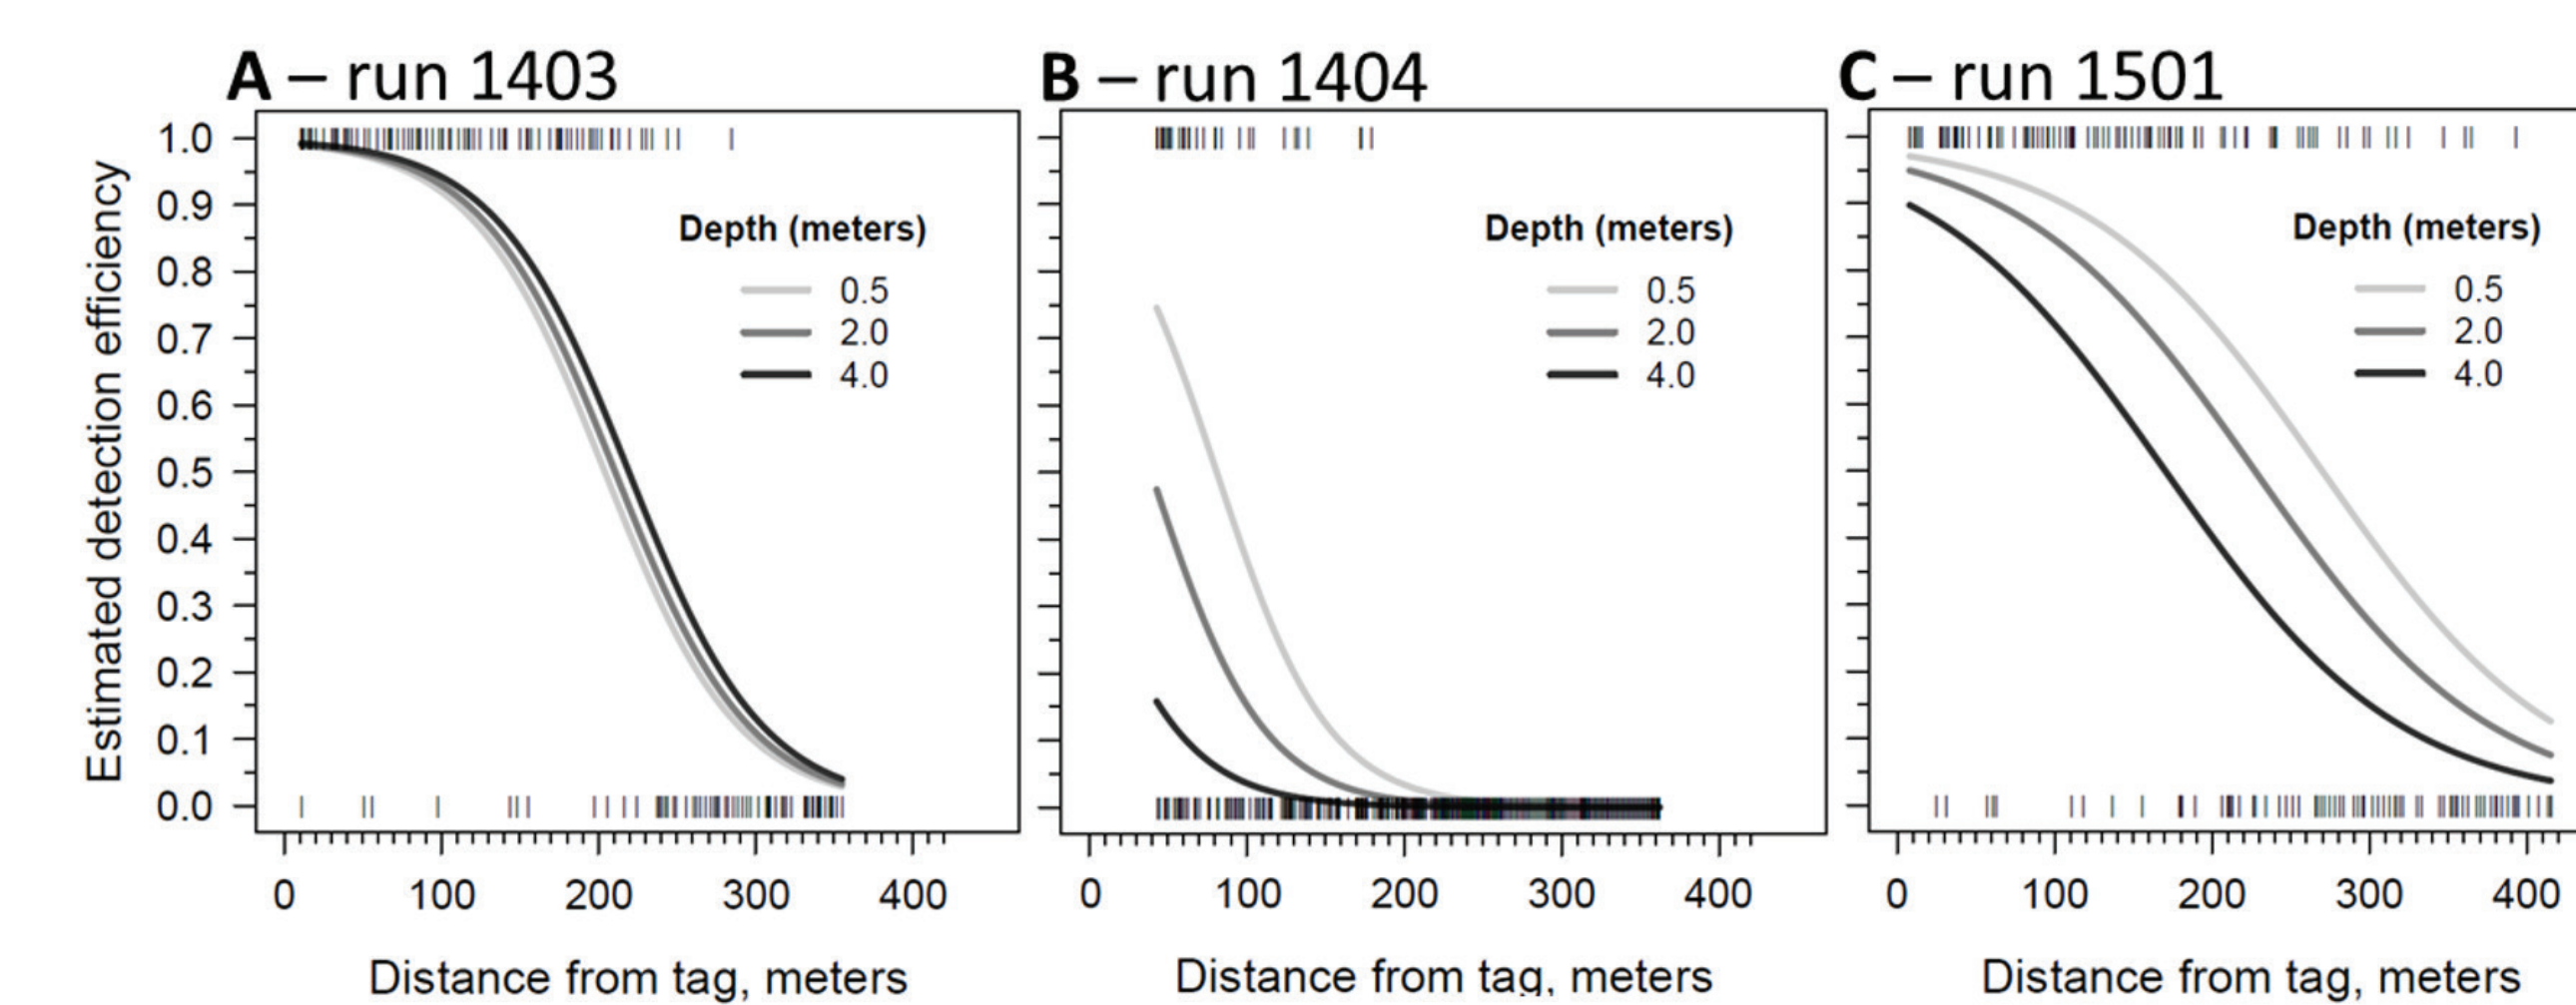 A – run 1403
Estimated detection efficiency
1.0
0.9
0.8
0.7
0.6
0.5
0.4
0.3
0.2
0.1
0.0
Depth (meters)
0.5
2.0
4.0
0 100 200 300 400
Distance from tag, meters
B – run 1404
Depth (meters)
0.5
2.0
4.0
0 100 200 300 400
Distance from tag, meters
C – run 1501
Depth (meters)
0.5
2.0
4.0
0 100 200 300 400
Distance from tag, meters